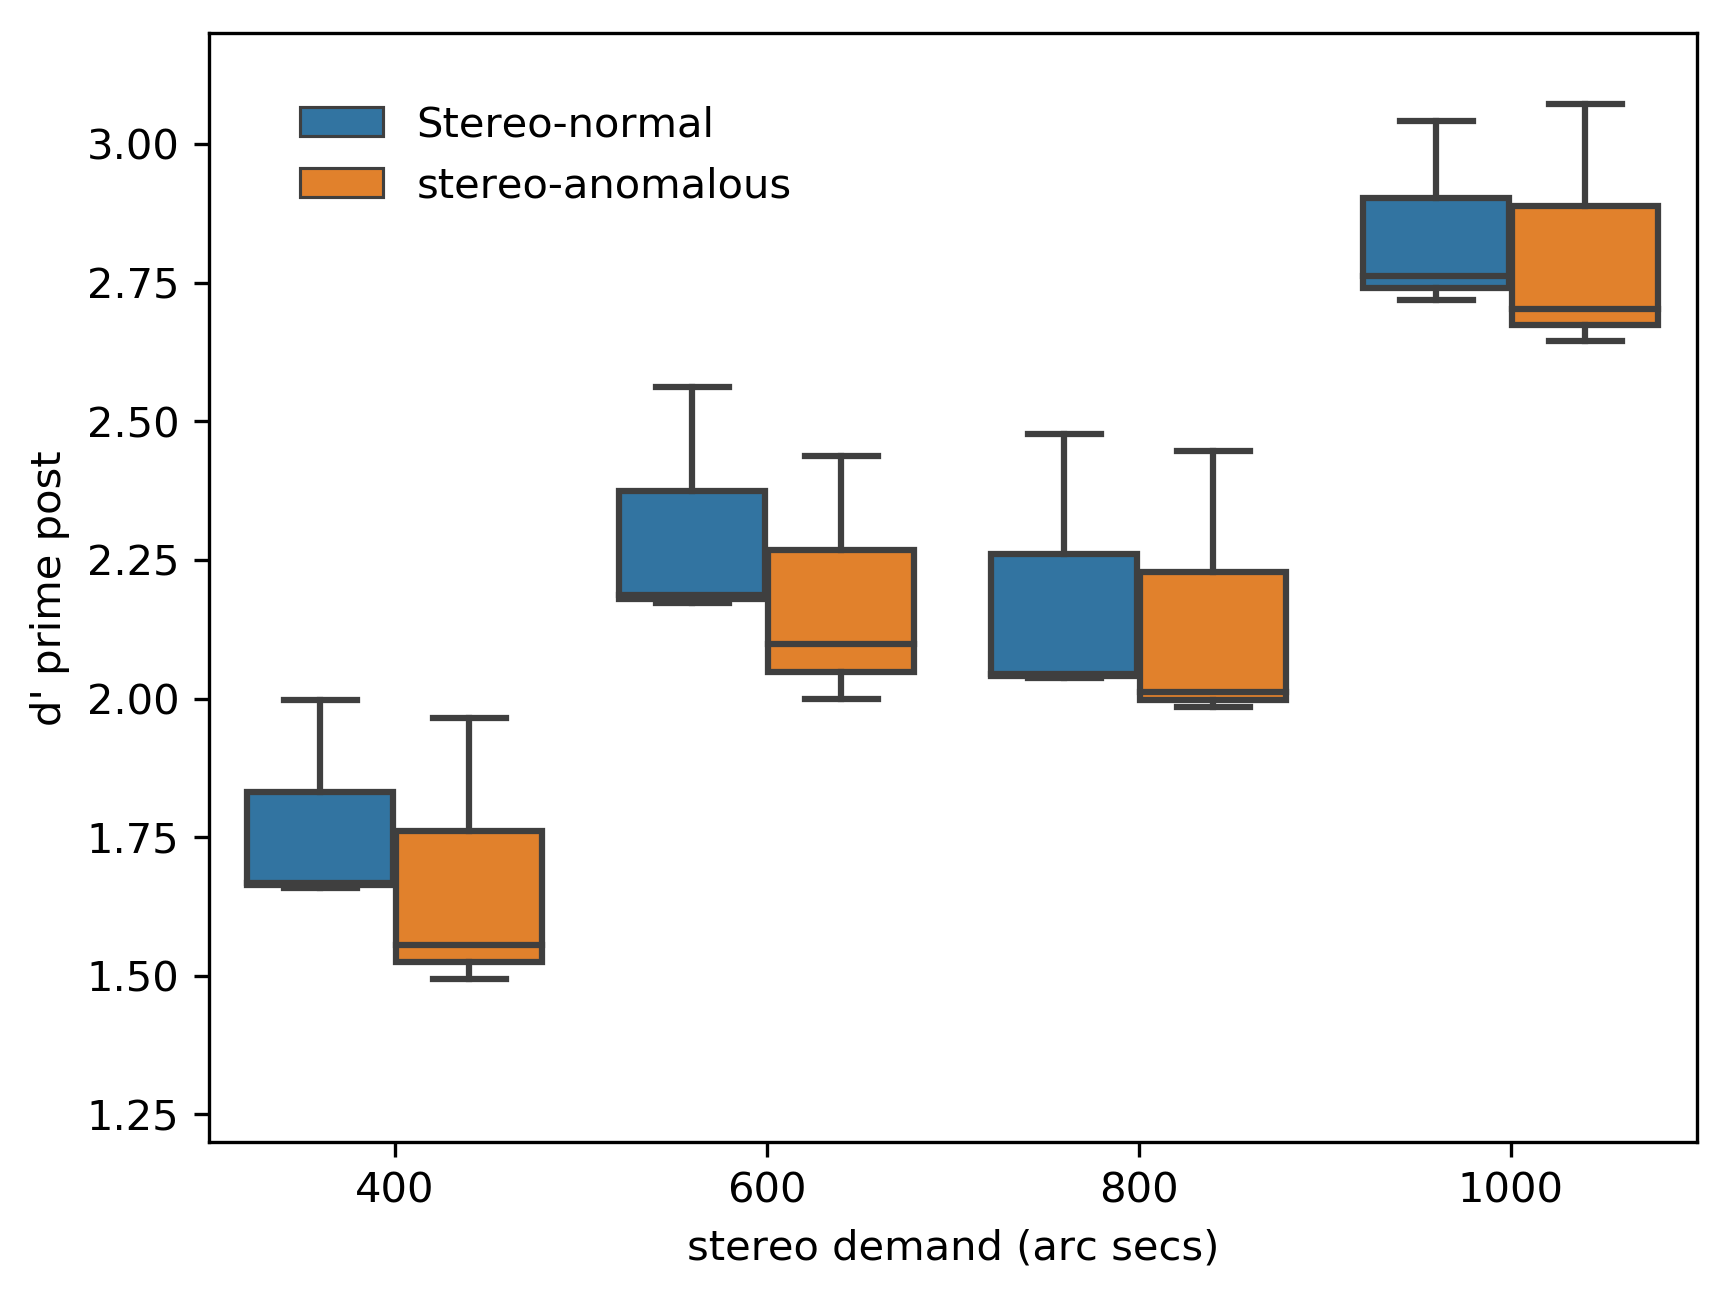 Stereo-normal
stereo-anomalous
3.00
2.75
2.50
2.25
2.00
1.75
1.50
1.25
d' prime post
400 600 800 1000
stereo demand (arc secs)